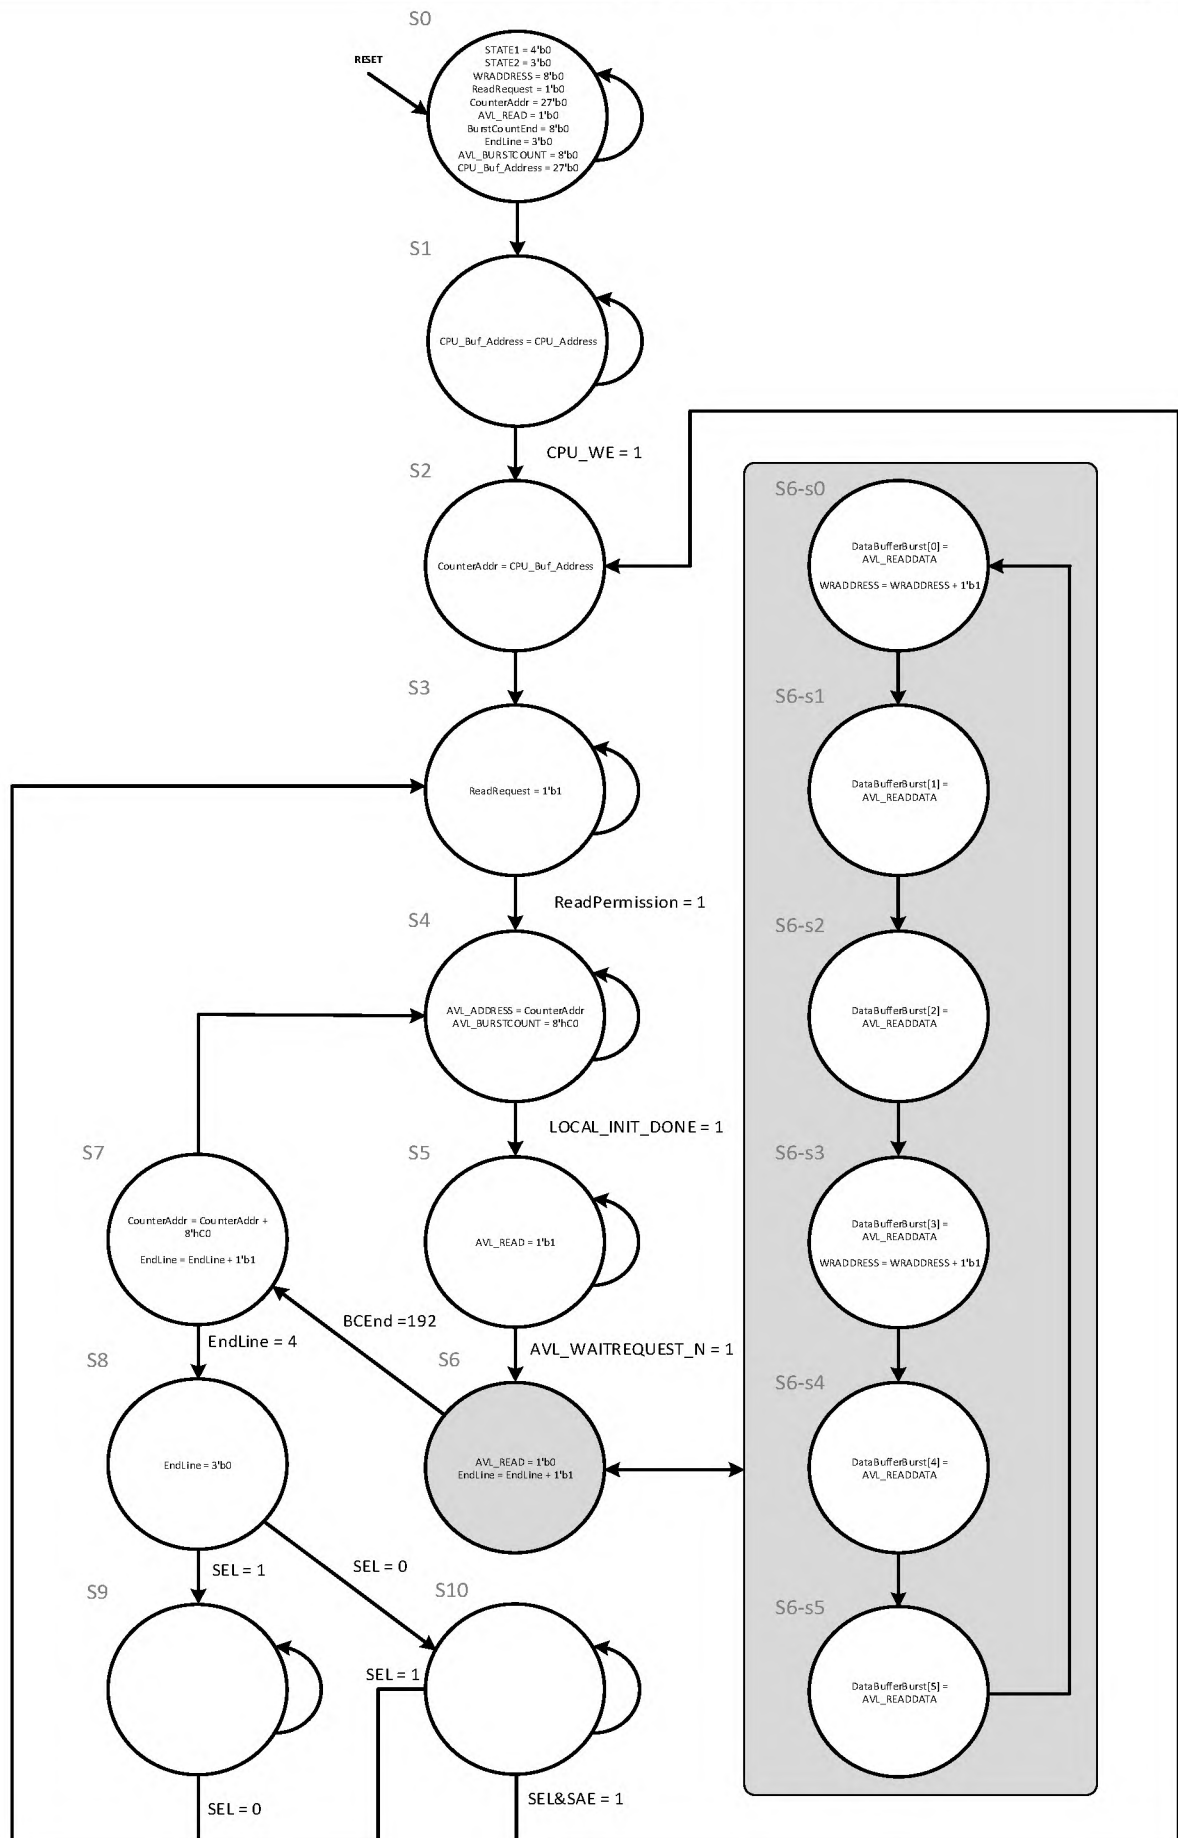 S0
RESET
STATE1 = 4'b0
STATE2 = 3'b0
WRADDRESS = 8'b0
ReadRequest = 1'b0
CounterAddr = 27'b0
AVL_READ = 1'b0
BurstCountEnd = 8'b0
EndLine = 3'b0
AVL_BURSTCOUNT = 8'b0
CPU_Buf_Address = 27'b0
S1
CPU_Buf_Address = CPU_Address
CPU_WE = 1
S2
CounterAddr = CPU_Buf_Address
S3
ReadRequest = 1'b1
ReadPermission = 1
S4
AVL_ADDRESS = CounterAddr
AVL_BURSTCOUNT = 8'hC0
LOCAL_INIT_DONE = 1
S5
AVL_READ = 1'b1
AVL_WAITREQUEST_N = 1
S6
AVL_READ = 1'b0
EndLine = EndLine + 1'b1
BCEnd =192
S7
CounterAddr = CounterAddr +
8'hC0
EndLine = EndLine + 1'b1
EndLine = 4
S8
EndLine = 3'b0
SEL = 1
SEL = 0
S9
SEL = 0
S10
SEL = 1
SEL&SAE = 1
S6-s0
DataBufferBurst[0] =
AVL_READDATA
WRADDRESS = WRADDRESS + 1'b1
S6-s1
DataBufferBurst[1] =
AVL_READDATA
S6-s2
DataBufferBurst[2] =
AVL_READDATA
S6-s3
DataBufferBurst[3] =
AVL_READDATA
WRADDRESS = WRADDRESS + 1'b1
S6-s4
DataBufferBurst[4] =
AVL_READDATA
S6-s5
DataBufferBurst[5] =
AVL_READDATA